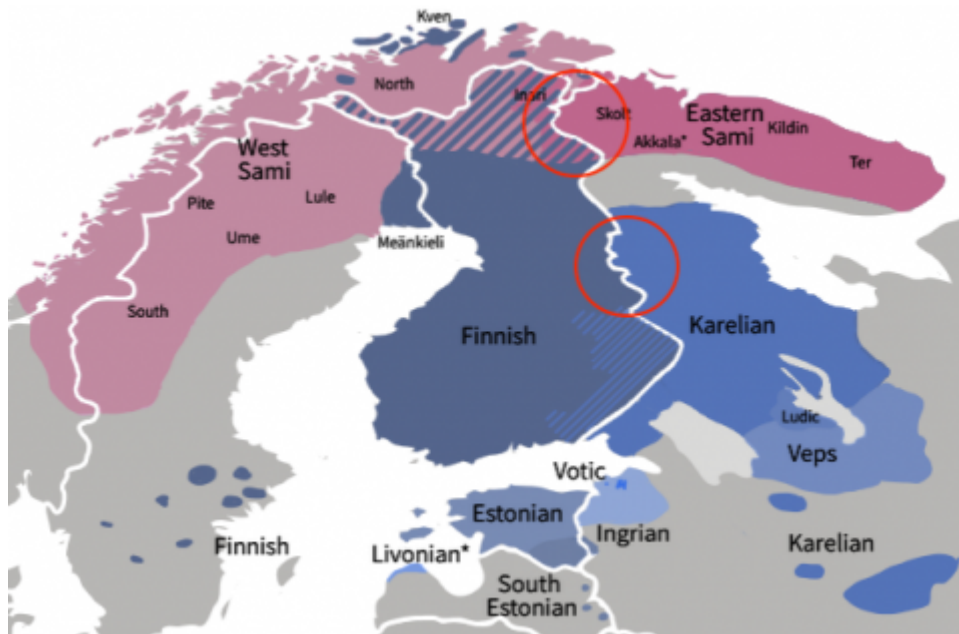 Kven
North
Inari
Skolt
Eastern
Sami
Kildin
Akkala*
Ter
West
Sami
Pite
Lule
Ume
Meänkieli
South
Finnish
Karelian
Ludic
Veps
Votic
Estonian
Ingrian
Finnish
Livonian*
Karelian
South
Estonian